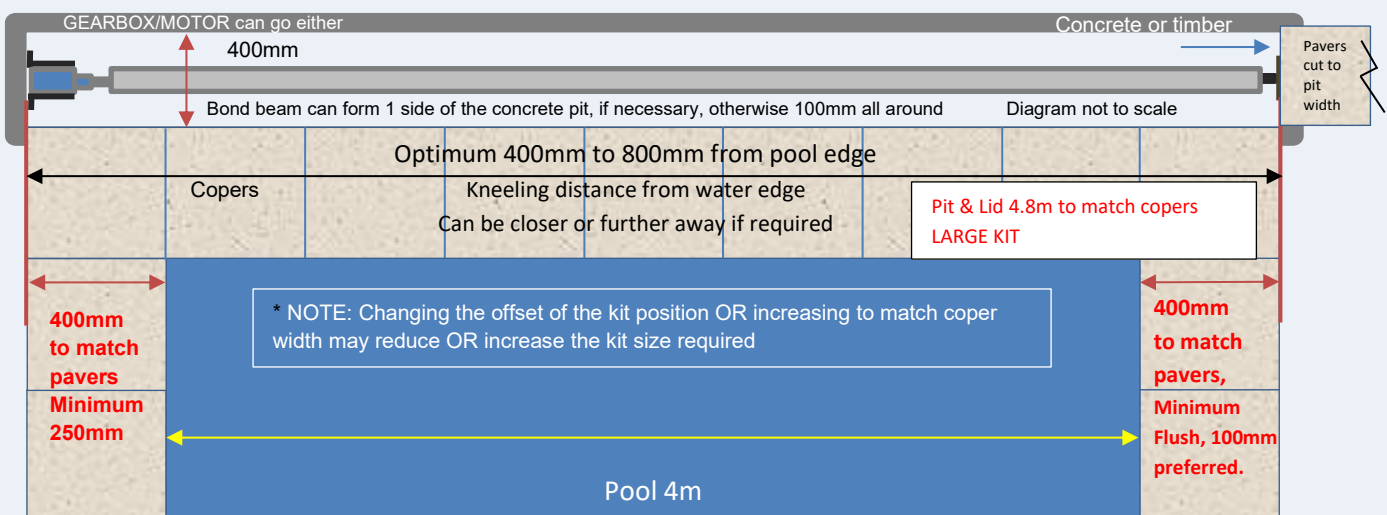 GEARBOX/MOTOR can go either
Concrete or timber
400mm
Pavers
cut to
pit
width
Bond beam can form 1 side of the concrete pit, if necessary, otherwise 100mm all around
Diagram not to scale
Optimum 400mm to 800mm from pool edge
Copers
Kneeling distance from water edge
Can be closer or further away if required
Pit & Lid 4.8m to match copers
LARGE KIT
400mm
to match
pavers
Minimum
250mm
* NOTE: Changing the offset of the kit position OR increasing to match coper
width may reduce OR increase the kit size required
400mm
to match
pavers,
Minimum
Flush, 100mm
preferred.
Pool 4m